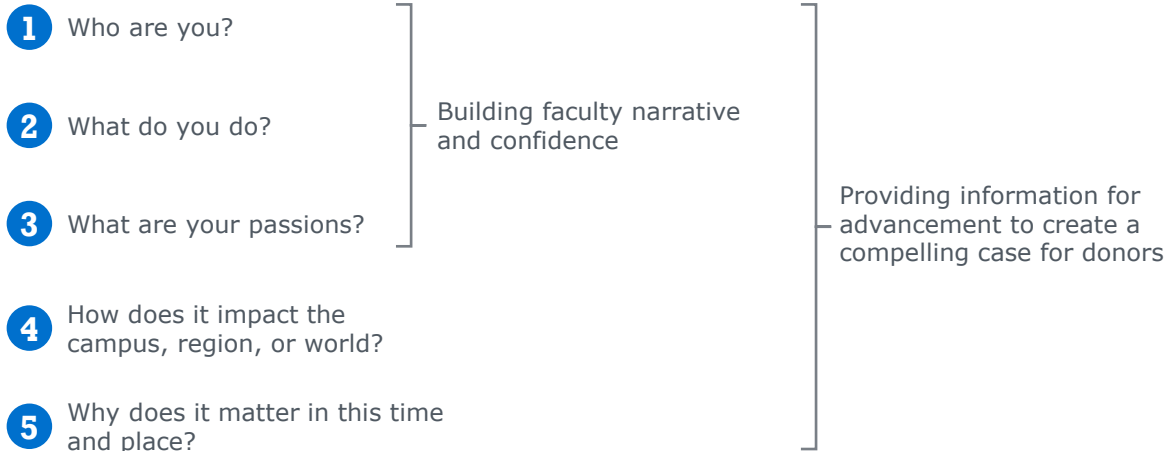 1 Who are you?
2 What do you do?
3 What are your passions?
4 How does it impact the
campus, region, or world?
5 Why does it matter in this time
and place?
Building faculty narrative
and confidence
Providing information for
advancement to create a
compelling case for donors